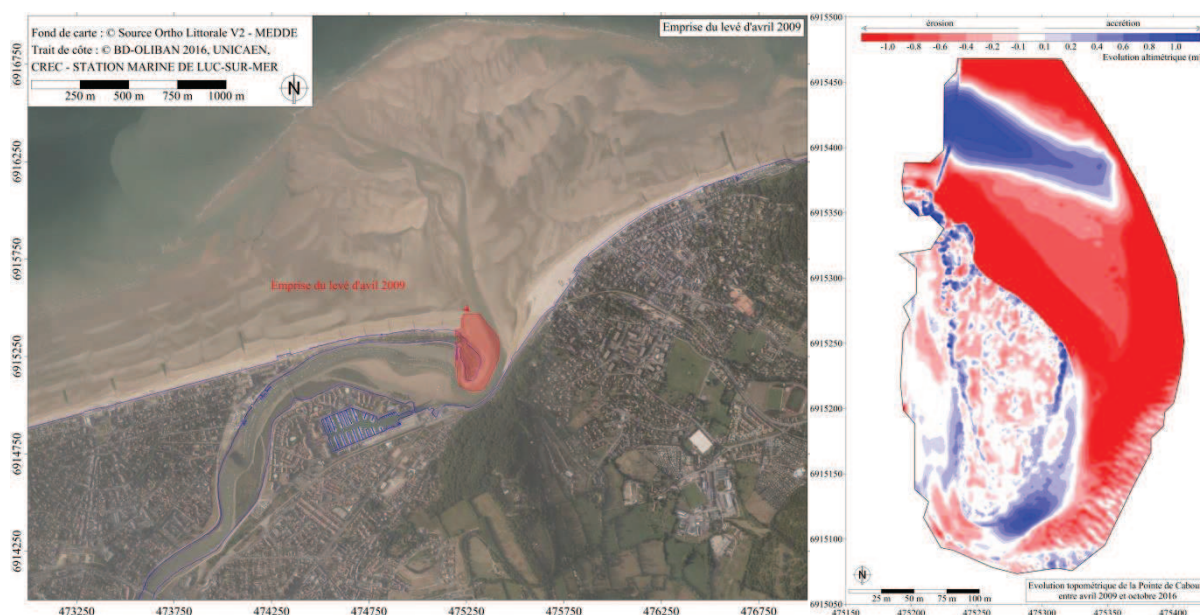 Fond de carte : © Source Ortho Littorale V2 - MEDDE
Trait de côte : © BD-OLIBAN 2016, UNICAEN,
CREC - STATION MARINE DE LUC-SUR-MER
N
250 m 500 m 750 m 1000 m
Emprise du levé d'avril 2009
Emprise du levé d'avril 2009
6916750
6916250
6915750
6915250
6914750
6914250
473250 473750 474250 474750 475250 475750 476250 476750
érosion accrétion
-1.0 -0.8 -0.6 -0.4 -0.2 -0.1 0.1 0.2 0.4 0.6 0.8 1.0
Evolution altimétrique (m)
6915500
6915450
6915400
6915350
6915300
6915250
6915200
6915150
6915100
6915050
N
25 m 50 m 75 m 100 m
Evolution topométrique de la Pointe de Cabou
entre avril 2009 et octobre 2016
475150 475200 475250 475300 475350 475400